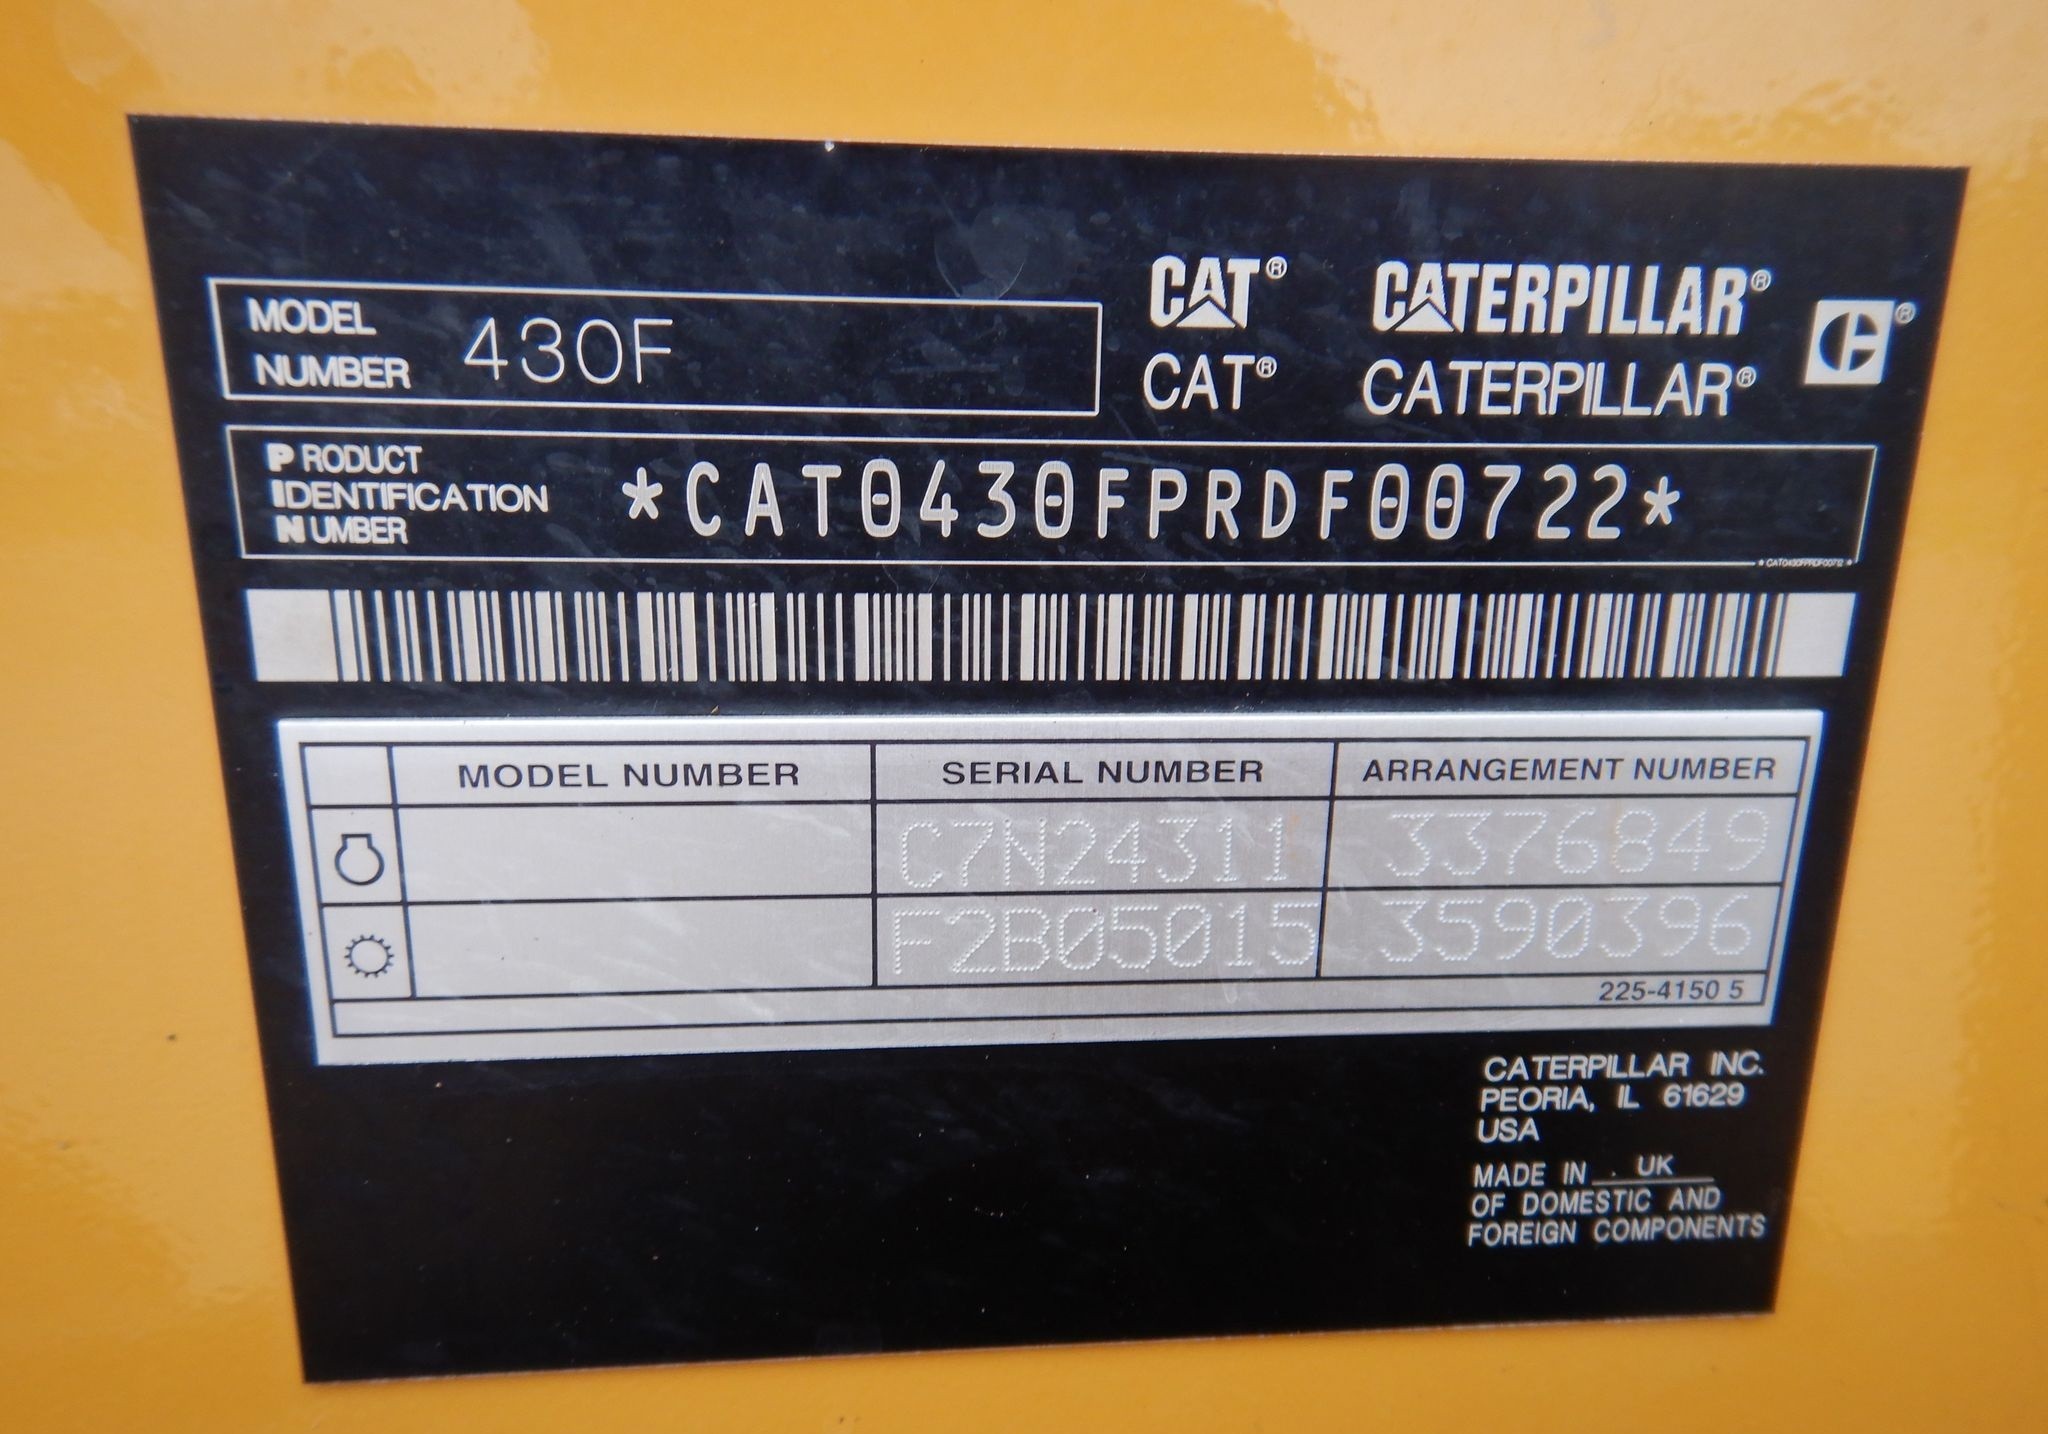 MODEL
NUMBER 430F
CAT® CATERPILLAR® ®
CAT® CATERPILLAR®
PRODUCT
IDENTIFICATION
NUMBER
*CAT0430FPRDF00722*
MODEL NUMBER SERIAL NUMBER ARRANGEMENT NUMBER
C7N24311 3376849
F2B05015 3590396
225-4150 5
CATERPILLAR INC.
PEORIA, IL 61629
USA
MADE IN UK
OF DOMESTIC AND
FOREIGN COMPONENTS